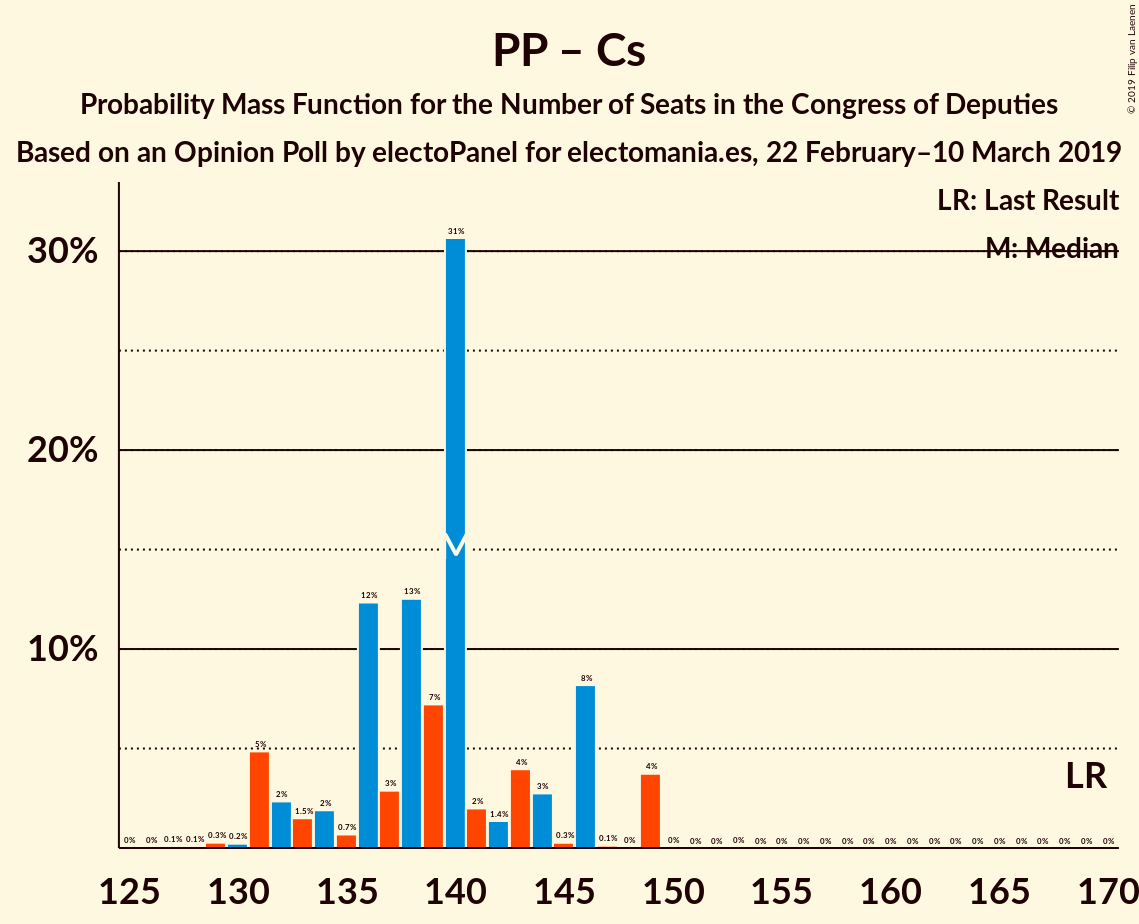 PP – Cs
Probability Mass Function for the Number of Seats in the Congress of Deputies
Based on an Opinion Poll by electoPanel for electomania.es, 22 February–10 March 2019
© 2019 Filip van Laenen
LR: Last Result
M: Median
30%
20%
10%
0% 0% 0.1% 0.1% 0.3% 0.2% 5% 2% 1.5% 2% 0.7% 12% 3% 13% 7% 31% 2% 1.4% 4% 3% 0.3% 8% 0.1% 0% 4% 0% 0% 0% 0% 0% 0% 0% 0% 0% 0% 0% 0% 0% 0% 0% 0% 0% 0% 0% 0% 0%
LR
125 130 135 140 145 150 155 160 165 170